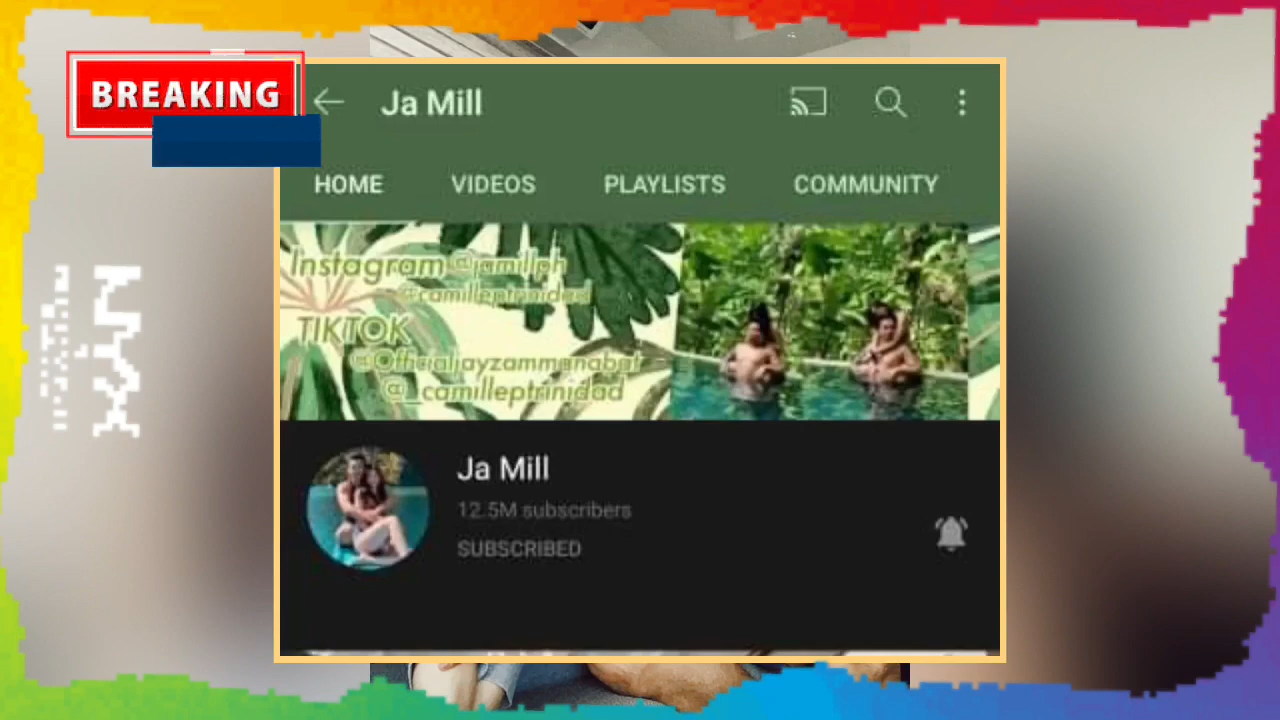 BREAKING
Ja Mill
HOME VIDEOS PLAYLISTS COMMUNITY
Instagram @jamillph
@camilleptrinidad
TIKTOK
@Officialjayzammanabat
@_camilleptrinidad
Ja Mill
12.5M subscribers
SUBSCRIBED